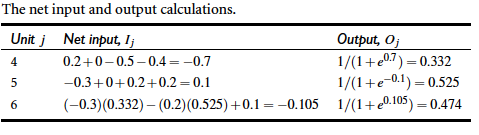 The net input and output calculations.
Unit j Net input, Iⱼ Output, Oⱼ
4 0.2 + 0 − 0.5 − 0.4 = −0.7 1/(1 + e^0.7) = 0.332
5 −0.3 + 0 + 0.2 + 0.2 = 0.1 1/(1 + e^−0.1) = 0.525
6 (−0.3)(0.332) − (0.2)(0.525) + 0.1 = −0.105 1/(1 + e^0.105) = 0.474